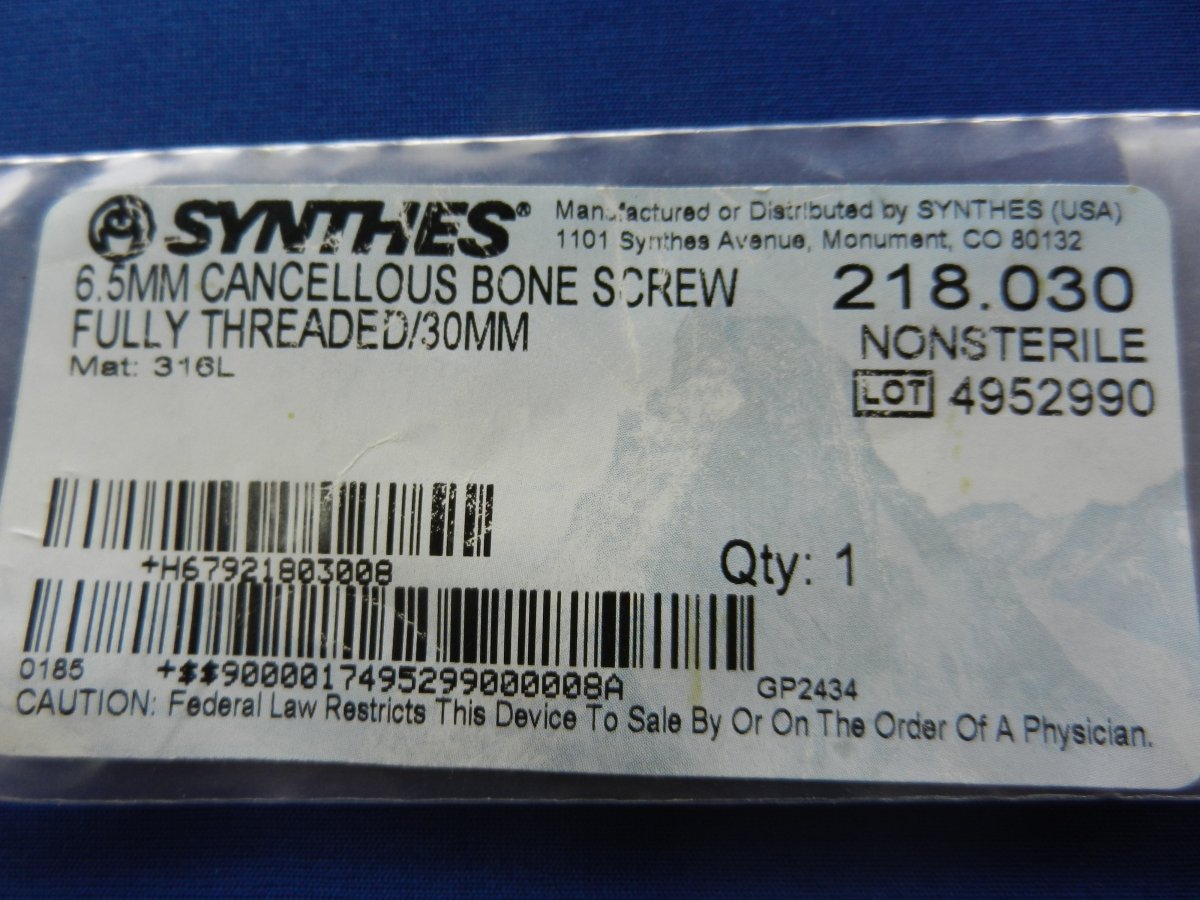 SYNTHES® Manufactured or Distributed by SYNTHES (USA)
1101 Synthes Avenue, Monument, CO 80132
6.5MM CANCELLOUS BONE SCREW 218.030
FULLY THREADED/30MM NONSTERILE
Mat: 316L
LOT 4952990
+H67921803008
Qty: 1
0185 +$$9000017495299000008A GP2434
CAUTION: Federal Law Restricts This Device To Sale By Or On The Order Of A Physician.